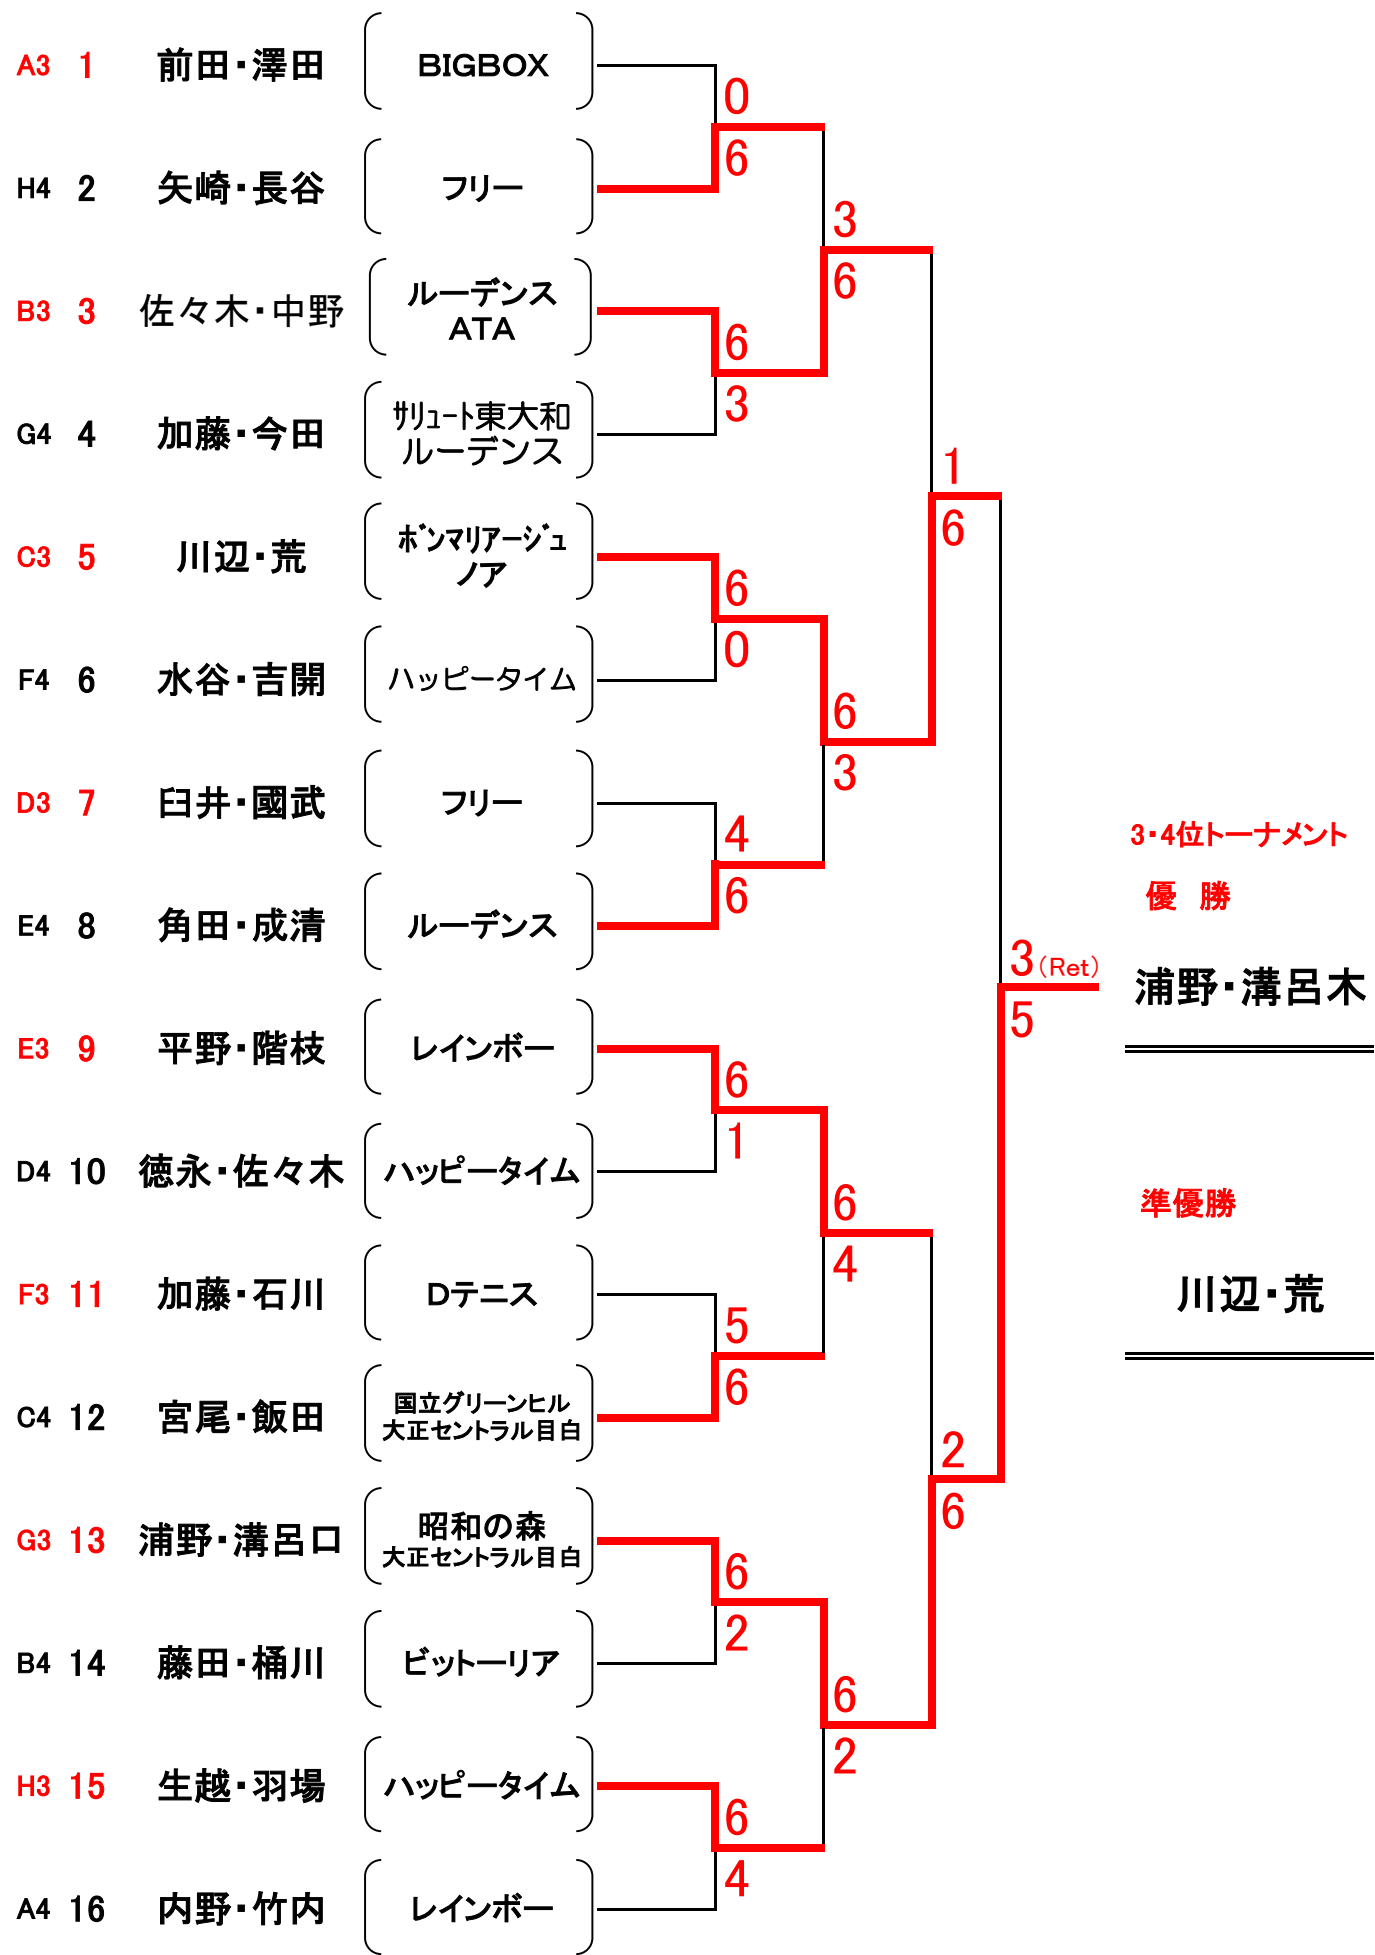 A3 1 前田・澤田 BIGBOX
0
6
H4 2 矢崎・長谷 フリー
3
6
B3 3 佐々木・中野 ルーデンス
ATA
6
3
G4 4 加藤・今田 ｻﾘｭｰﾄ東大和
ルーデンス
1
6
C3 5 川辺・荒 ﾎﾞﾝマリアージュ
ノア
6
0
F4 6 水谷・吉開 ハッピータイム
6
3
D3 7 臼井・國武 フリー
4
6
3・4位トーナメント
優 勝
E4 8 角田・成清 ルーデンス
3(Ret)
5
浦野・溝呂木
E3 9 平野・階枝 レインボー
6
1
D4 10 徳永・佐々木 ハッピータイム
6
4
準優勝
F3 11 加藤・石川 Dテニス
川辺・荒
5
6
C4 12 宮尾・飯田 国立グリーンヒル
大正セントラル目白
2
6
G3 13 浦野・溝呂口 昭和の森
大正セントラル目白
6
2
B4 14 藤田・桶川 ビットーリア
6
2
H3 15 生越・羽場 ハッピータイム
6
4
A4 16 内野・竹内 レインボー